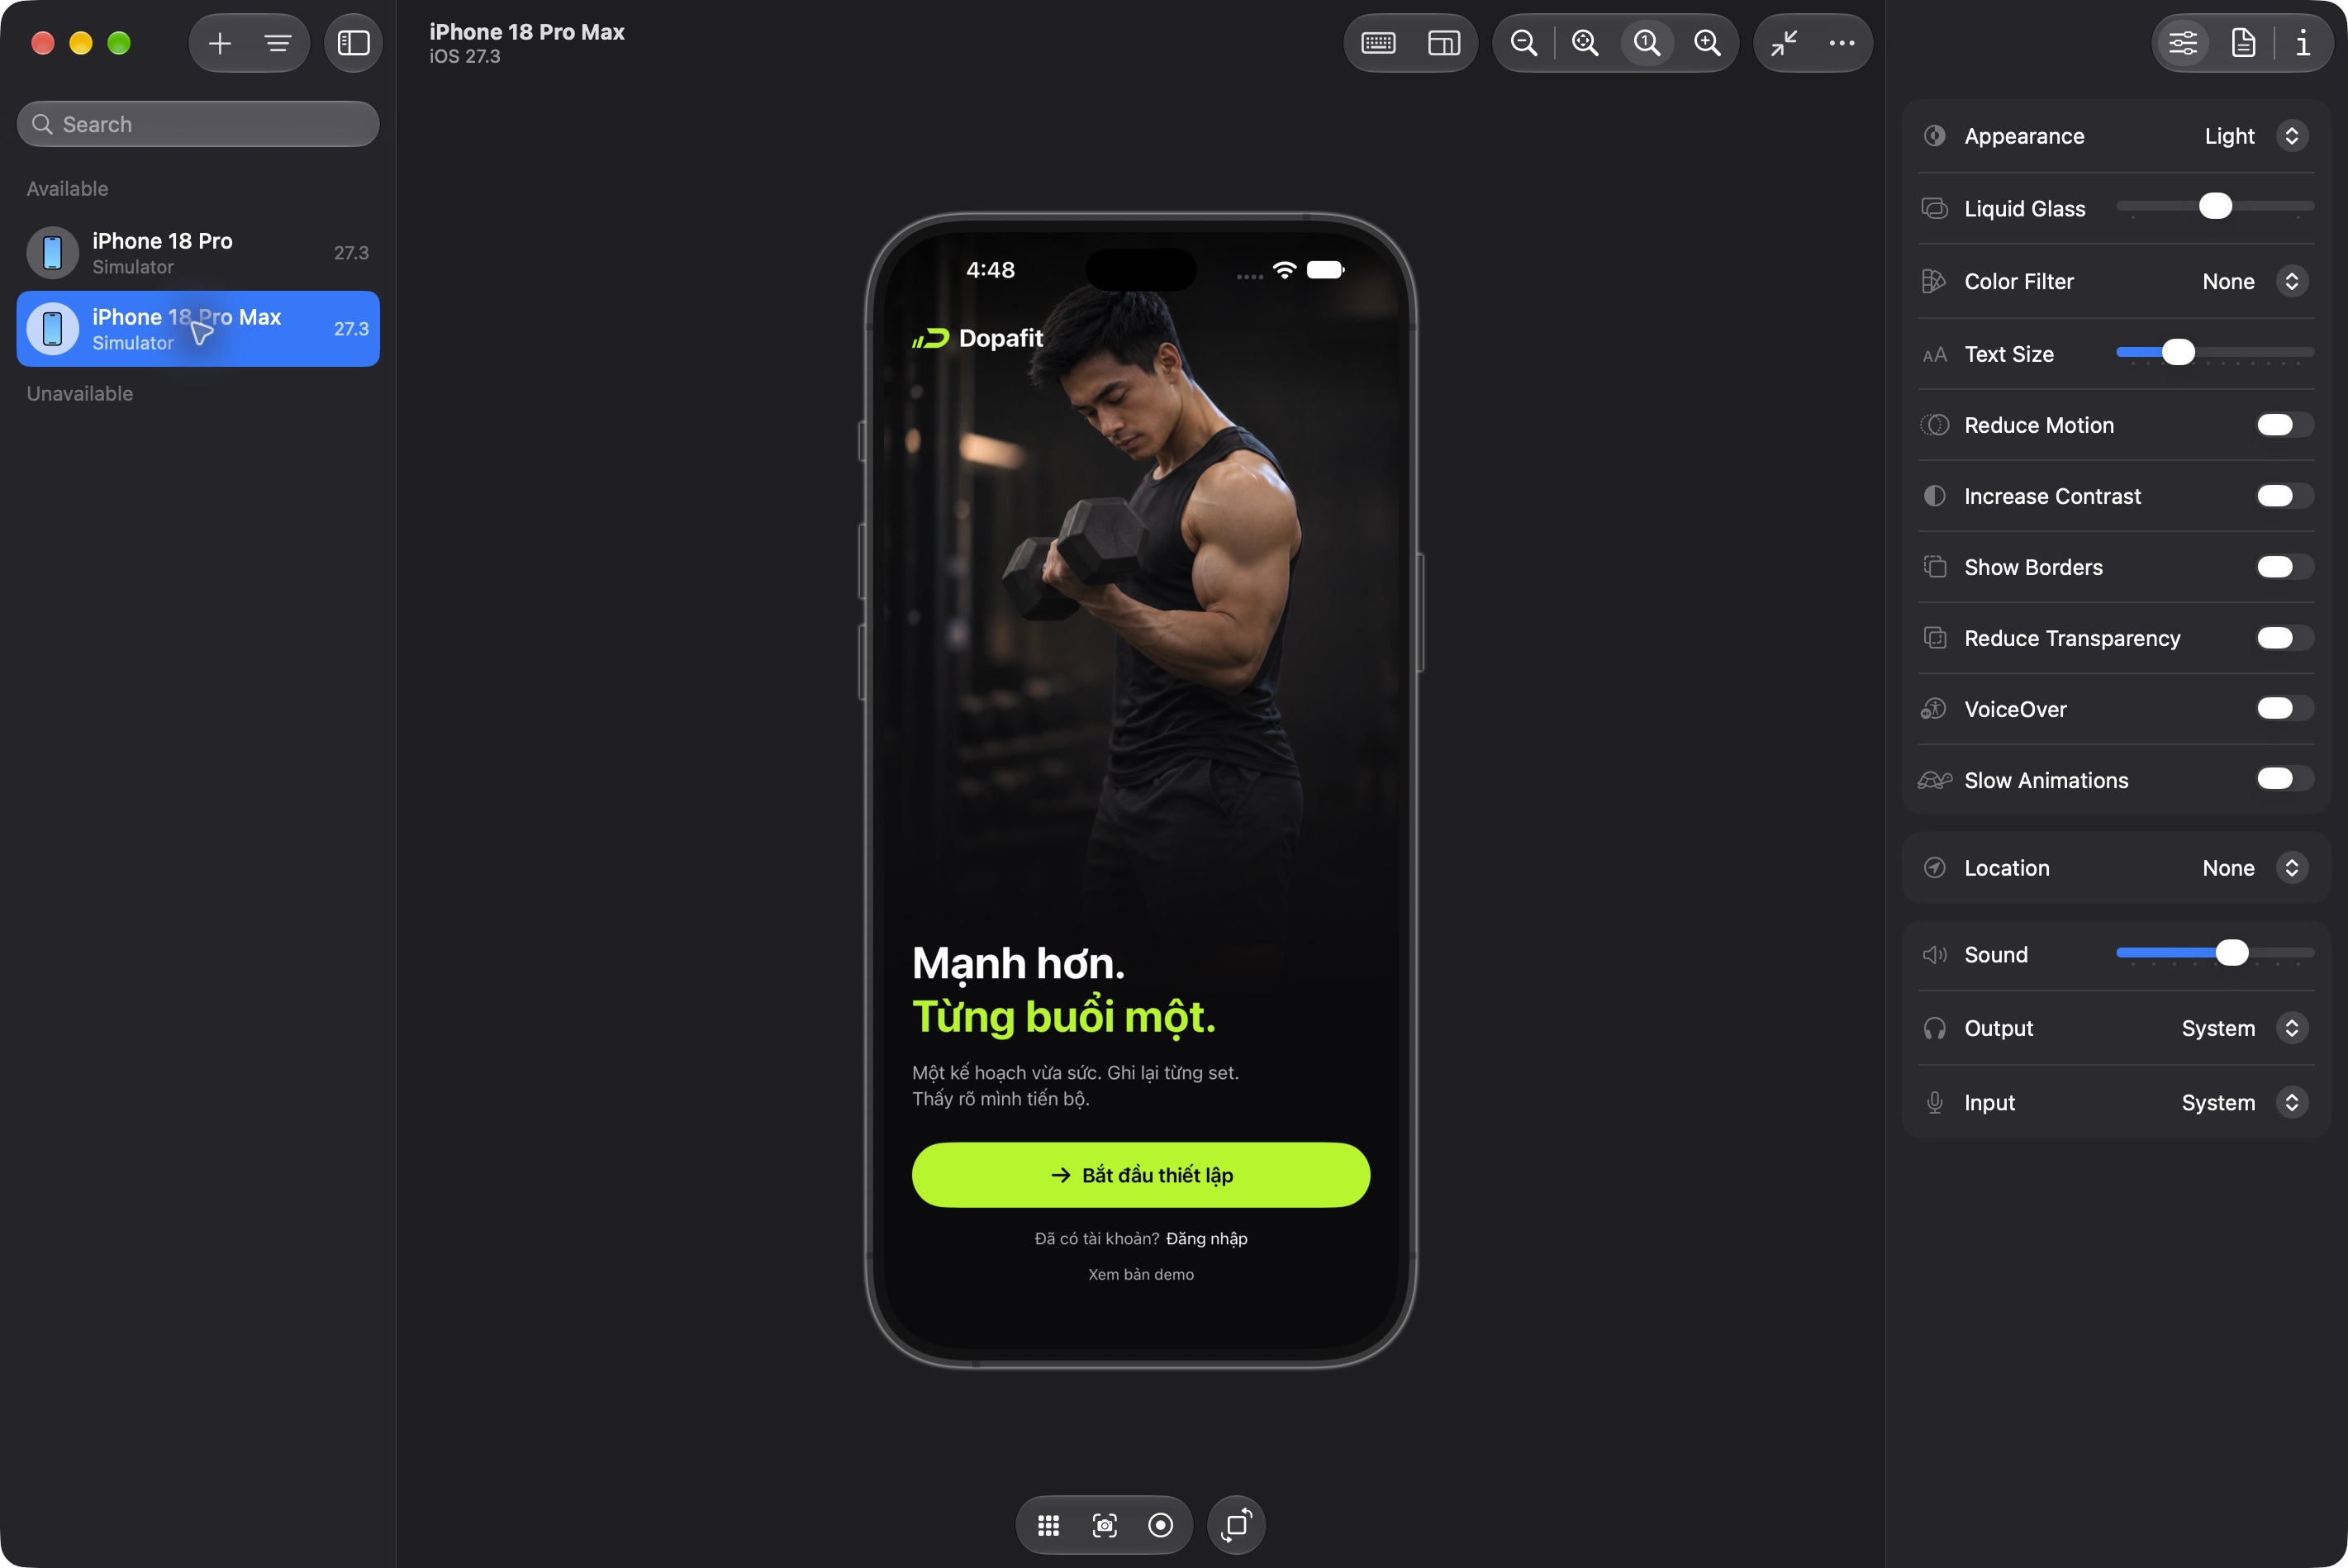 iPhone 18 Pro Max
iOS 27.3
Search
Available
iPhone 18 Pro
Simulator
27.3
iPhone 18 Pro Max
Simulator
27.3
Unavailable
4:48
Dopafit
Mạnh hơn.
Từng buổi một.
Một kế hoạch vừa sức. Ghi lại từng set.
Thấy rõ mình tiến bộ.
→ Bắt đầu thiết lập
Đã có tài khoản? Đăng nhập
Xem bản demo
Appearance Light
Liquid Glass
Color Filter None
AA Text Size
Reduce Motion
Increase Contrast
Show Borders
Reduce Transparency
VoiceOver
Slow Animations
Location None
Sound
Output System
Input System